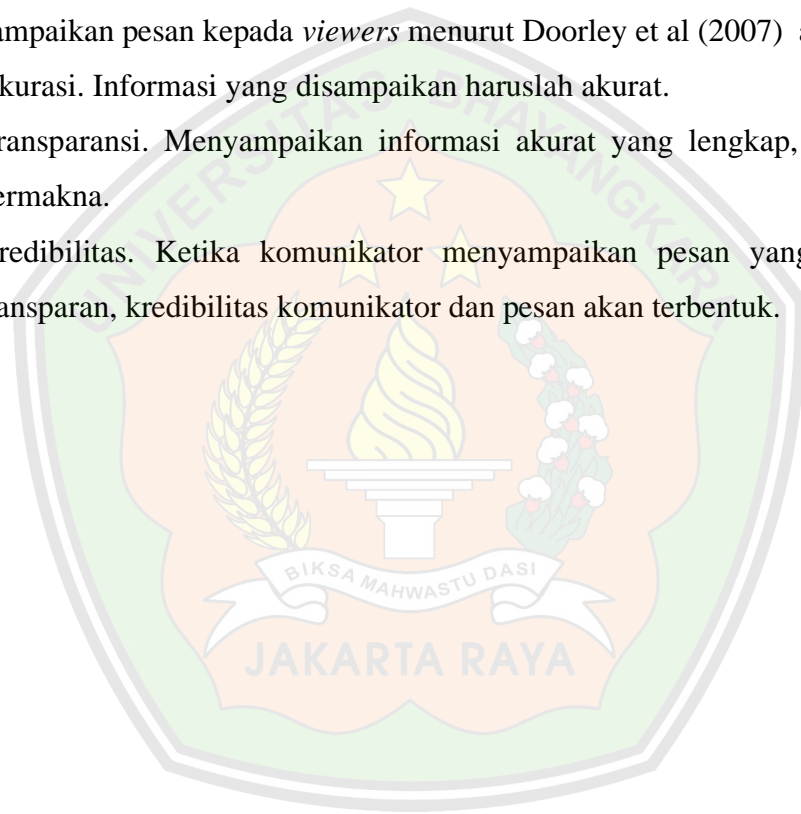 ampaikan pesan kepada viewers menurut Doorley et al (2007) a
kurasi. Informasi yang disampaikan haruslah akurat.
ransparansi. Menyampaikan informasi akurat yang lengkap,
ermakna.
redibilitas. Ketika komunikator menyampaikan pesan yang
ansparan, kredibilitas komunikator dan pesan akan terbentuk.
UNIVERSITAS BHAYANGKARA
BIKSA MAHWASTU DASI
JAKARTA RAYA